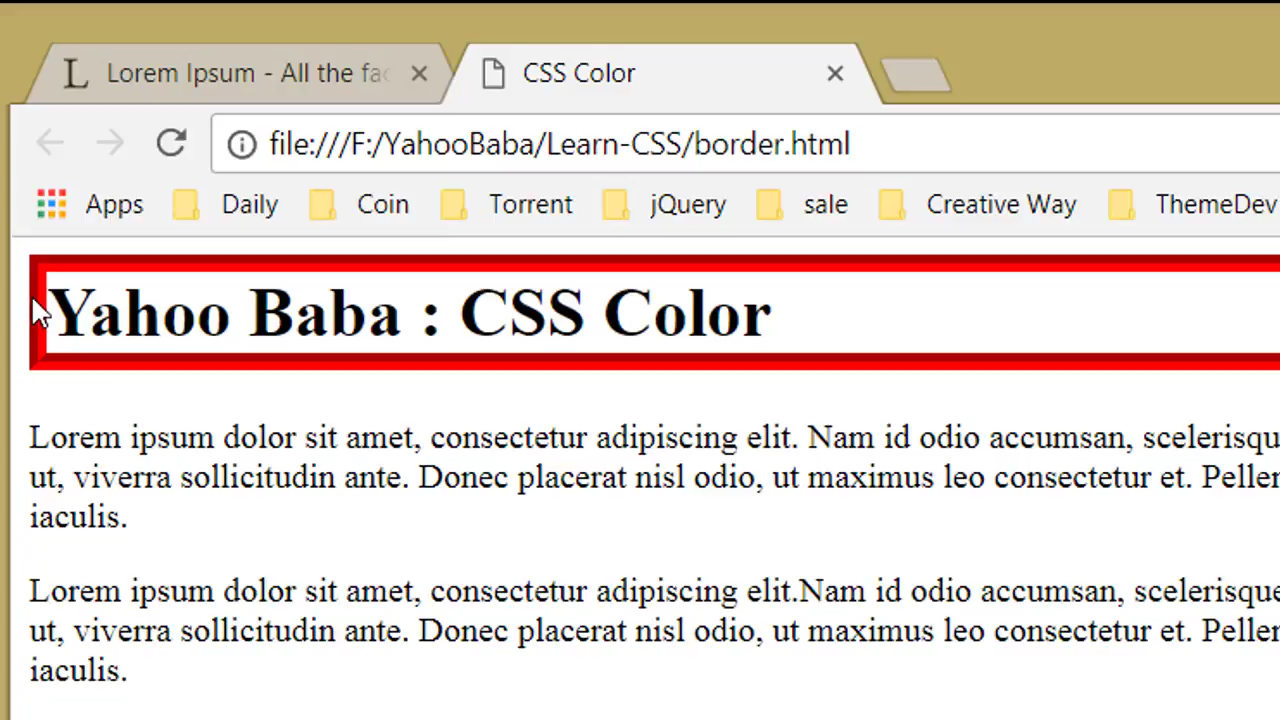 Lorem Ipsum - All the fac
CSS Color
file:///F:/YahooBaba/Learn-CSS/border.html
Apps Daily Coin Torrent jQuery sale Creative Way ThemeDev
Yahoo Baba : CSS Color
Lorem ipsum dolor sit amet, consectetur adipiscing elit. Nam id odio accumsan, scelerisqu
ut, viverra sollicitudin ante. Donec placerat nisl odio, ut maximus leo consectetur et. Peller
iaculis.
Lorem ipsum dolor sit amet, consectetur adipiscing elit.Nam id odio accumsan, scelerisque
ut, viverra sollicitudin ante. Donec placerat nisl odio, ut maximus leo consectetur et. Peller
iaculis.